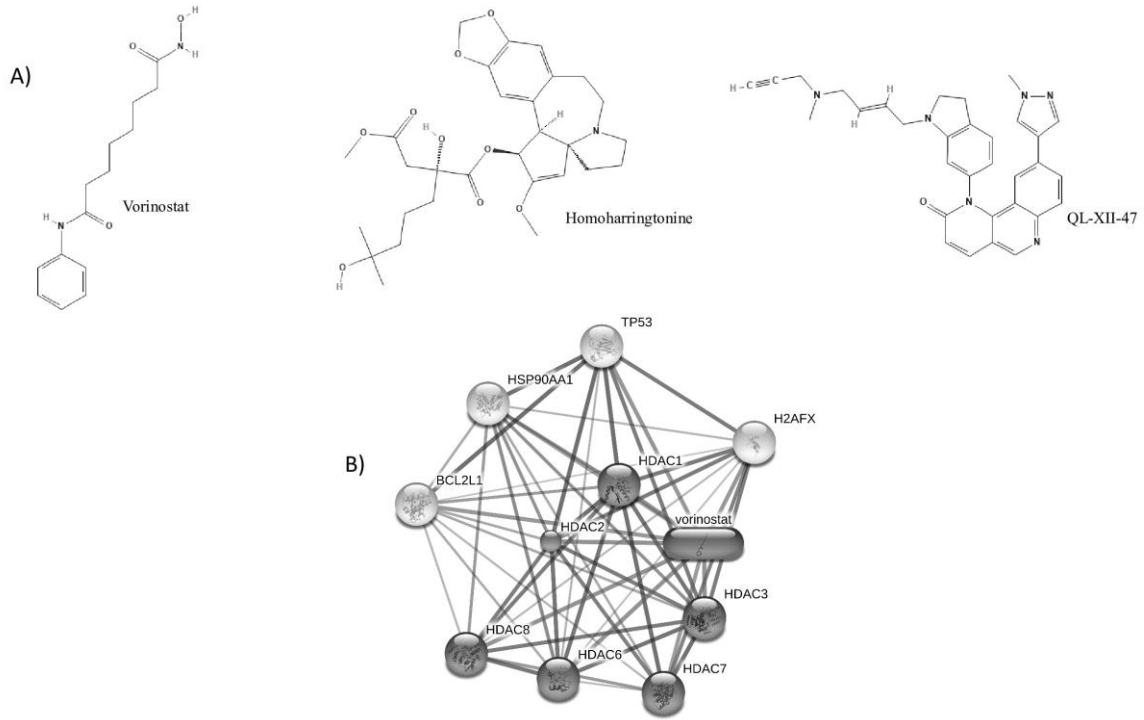 A)
H
O
O
N
H
H
N
O
Vorinostat
O
O
H
N
H
O
O
O
O
O
O
O
O
H
Homoharringtonine
H
C
C
N
H
H
N
N
N
O
N
N
QL-XII-47
B)
TP53
HSP90AA1
H2AFX
HDAC1
BCL2L1
vorinostat
HDAC2
HDAC3
HDAC8
HDAC6
HDAC7